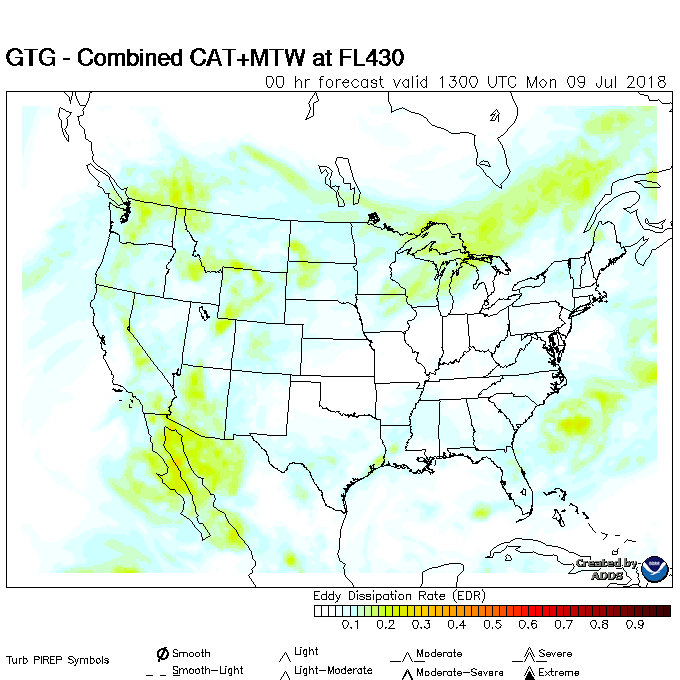 GTG - Combined CAT+MTW at FL430
00 hr forecast valid 1300 UTC Mon 09 Jul 2018
Created by
ADDS
Eddy Dissipation Rate (EDR)
0.1 0.2 0.3 0.4 0.5 0.6 0.7 0.8 0.9
Turb PIREP Symbols
Smooth
Light
Moderate
Severe
Smooth-Light
Light-Moderate
Moderate-Severe
Extreme